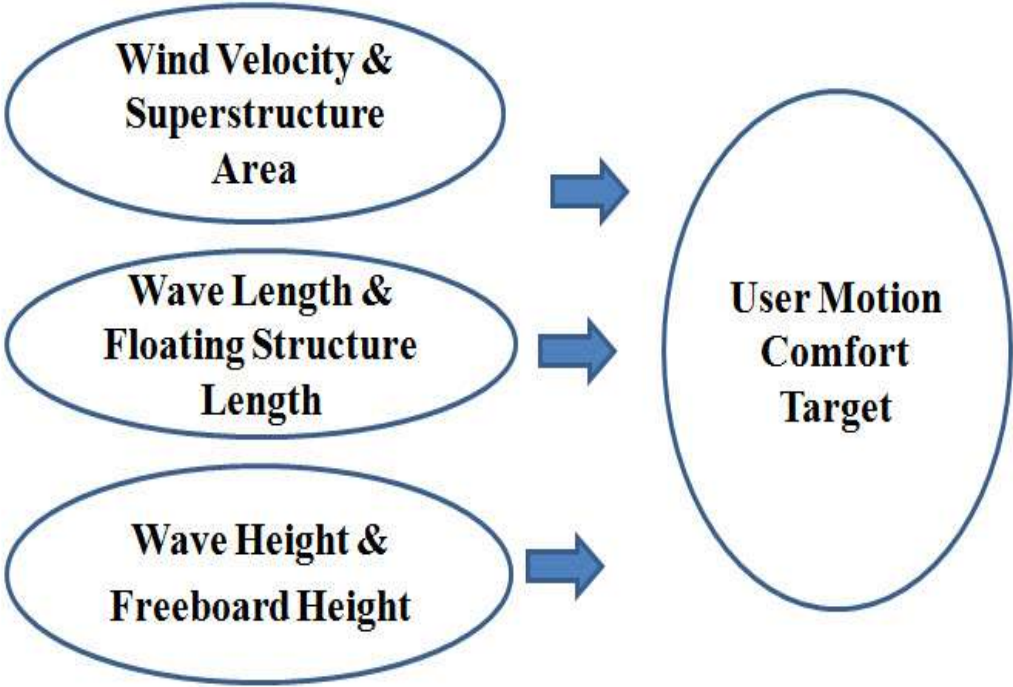 Wind Velocity &
Superstructure
Area
Wave Length &
Floating Structure
Length
Wave Height &
Freeboard Height
User Motion
Comfort
Target